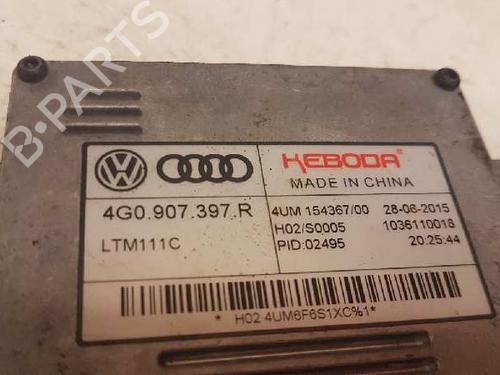 B-PARTS
KEBODA
MADE IN CHINA
4G0.907.397.R
LTM111C
4UM 154367/00 28-08-2015
H02/S0005 1036110018
PID:02495 20:25:44
* H02 4UM6F6S1XC%1*